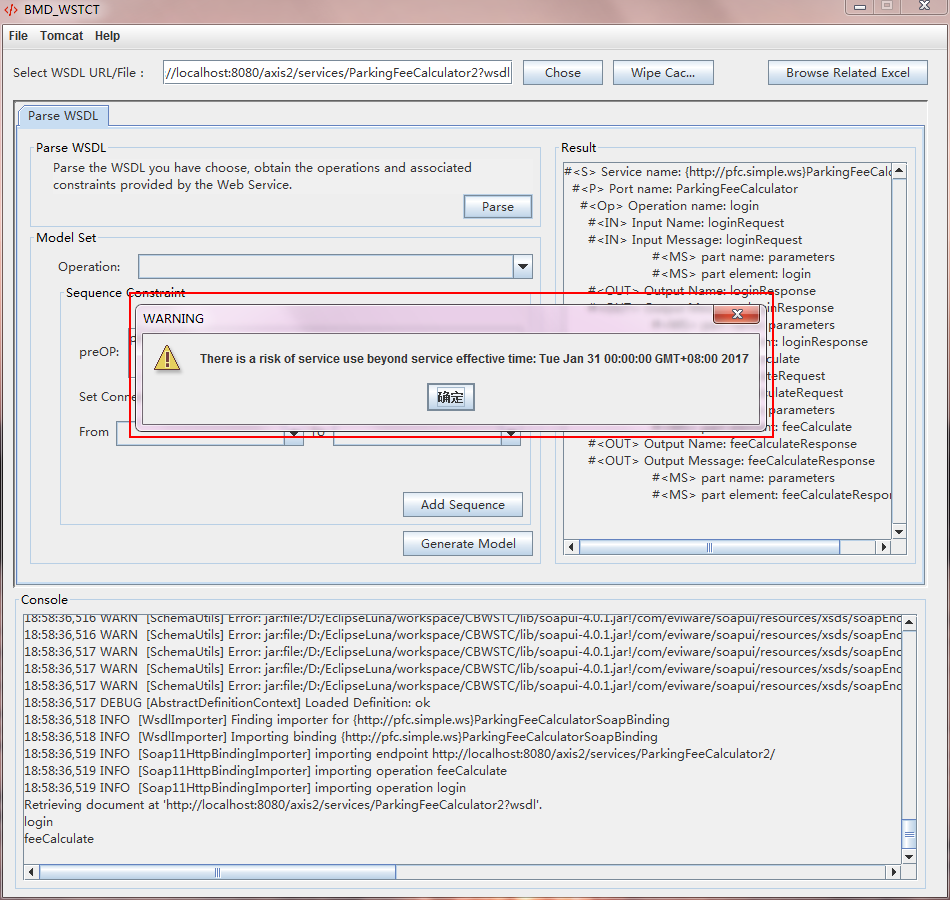 BMD_WSTCT
File Tomcat Help
Select WSDL URL/File : //localhost:8080/axis2/services/ParkingFeeCalculator2?wsdl Chose Wipe Cac... Browse Related Excel
Parse WSDL
Parse WSDL
Parse the WSDL you have choose, obtain the operations and associated
constraints provided by the Web Service.
Parse
Model Set
Operation:
Sequence Constraint
preOP:
Set Conne
From To
Add Sequence
Generate Model
WARNING
There is a risk of service use beyond service effective time: Tue Jan 31 00:00:00 GMT+08:00 2017
确定
Result
#<S> Service name: {http://pfc.simple.ws}ParkingFeeCalc
#<P> Port name: ParkingFeeCalculator
#<Op> Operation name: login
#<IN> Input Name: loginRequest
#<IN> Input Message: loginRequest
#<MS> part name: parameters
#<MS> part element: login
#<OUT> Output Name: loginResponse
inResponse
arameters
loginResponse
culate
teRequest
lculateRequest
arameters
feeCalculate
#<OUT> Output Name: feeCalculateResponse
#<OUT> Output Message: feeCalculateResponse
#<MS> part name: parameters
#<MS> part element: feeCalculateRespor
Console
18:58:36,516 WARN [SchemaUtils] Error: jar:file:/D:/EclipseLuna/workspace/CBWSTC/lib/soapui-4.0.1.jar!/com/eviware/soapui/resources/xsds/soapEnc
18:58:36,516 WARN [SchemaUtils] Error: jar:file:/D:/EclipseLuna/workspace/CBWSTC/lib/soapui-4.0.1.jar!/com/eviware/soapui/resources/xsds/soapEnc
18:58:36,517 WARN [SchemaUtils] Error: jar:file:/D:/EclipseLuna/workspace/CBWSTC/lib/soapui-4.0.1.jar!/com/eviware/soapui/resources/xsds/soapEnc
18:58:36,517 WARN [SchemaUtils] Error: jar:file:/D:/EclipseLuna/workspace/CBWSTC/lib/soapui-4.0.1.jar!/com/eviware/soapui/resources/xsds/soapEnc
18:58:36,517 WARN [SchemaUtils] Error: jar:file:/D:/EclipseLuna/workspace/CBWSTC/lib/soapui-4.0.1.jar!/com/eviware/soapui/resources/xsds/soapEnc
18:58:36,517 DEBUG [AbstractDefinitionContext] Loaded Definition: ok
18:58:36,518 INFO [WsdlImporter] Finding importer for {http://pfc.simple.ws}ParkingFeeCalculatorSoapBinding
18:58:36,518 INFO [WsdlImporter] Importing binding {http://pfc.simple.ws}ParkingFeeCalculatorSoapBinding
18:58:36,519 INFO [Soap11HttpBindingImporter] importing endpoint http://localhost:8080/axis2/services/ParkingFeeCalculator2/
18:58:36,519 INFO [Soap11HttpBindingImporter] importing operation feeCalculate
18:58:36,519 INFO [Soap11HttpBindingImporter] importing operation login
Retrieving document at 'http://localhost:8080/axis2/services/ParkingFeeCalculator2?wsdl'.
login
feeCalculate